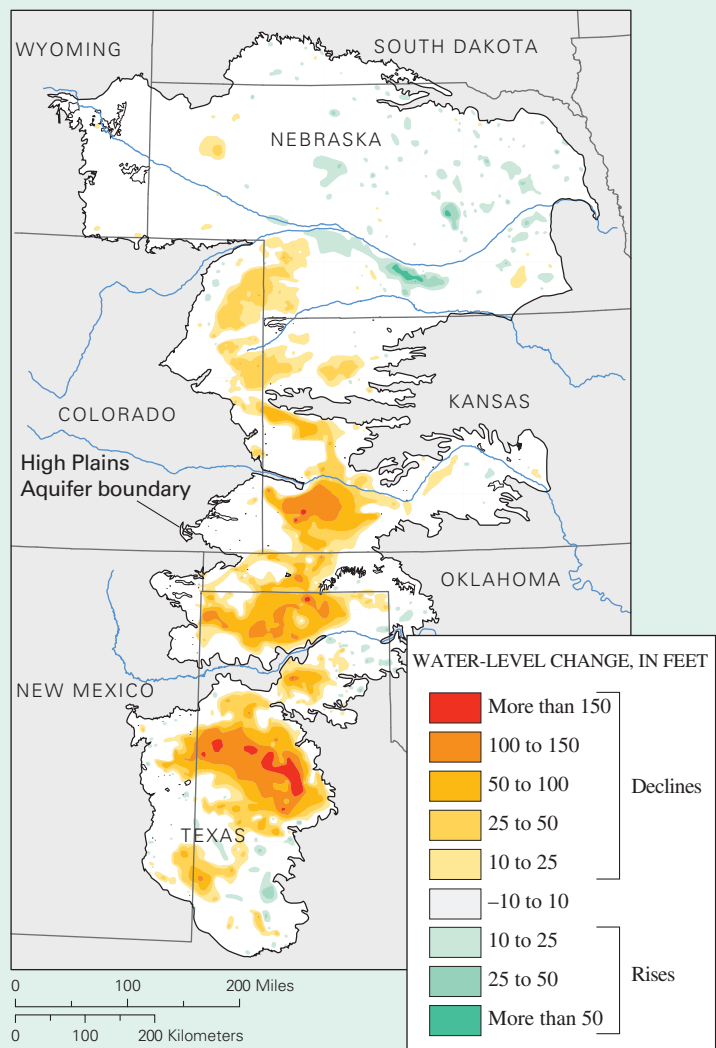 WYOMING
SOUTH DAKOTA
NEBRASKA
COLORADO
KANSAS
High Plains
Aquifer boundary
OKLAHOMA
NEW MEXICO
TEXAS
WATER-LEVEL CHANGE, IN FEET
More than 150
100 to 150
50 to 100
25 to 50
10 to 25
Declines
–10 to 10
10 to 25
25 to 50
More than 50
Rises
0 100 200 Miles
0 100 200 Kilometers